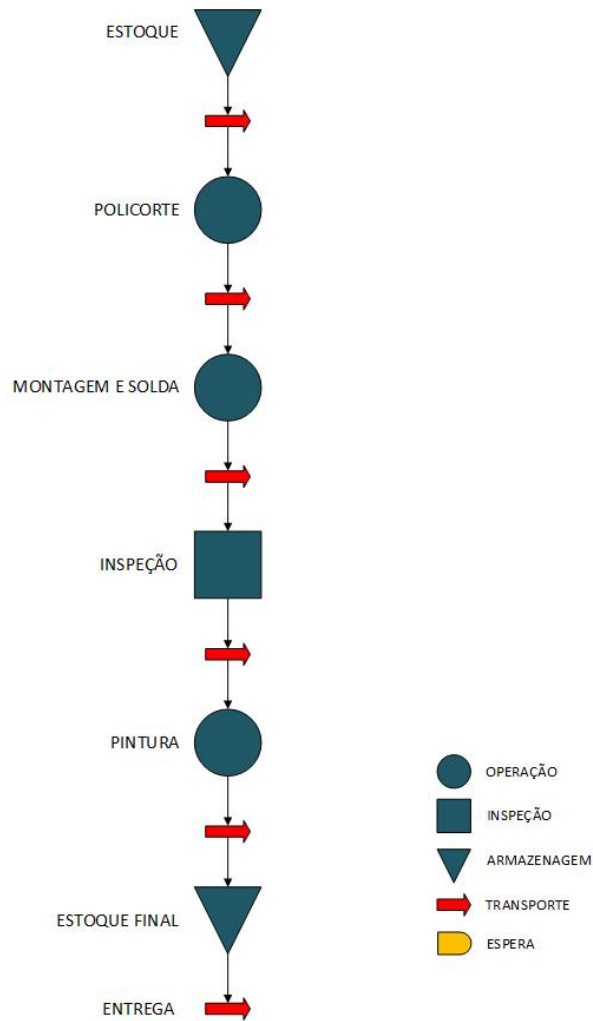 ESTOQUE
POLICORTE
MONTAGEM E SOLDA
INSPEÇÃO
PINTURA
ESTOQUE FINAL
ENTREGA
OPERAÇÃO
INSPEÇÃO
ARMAZENAGEM
TRANSPORTE
ESPERA